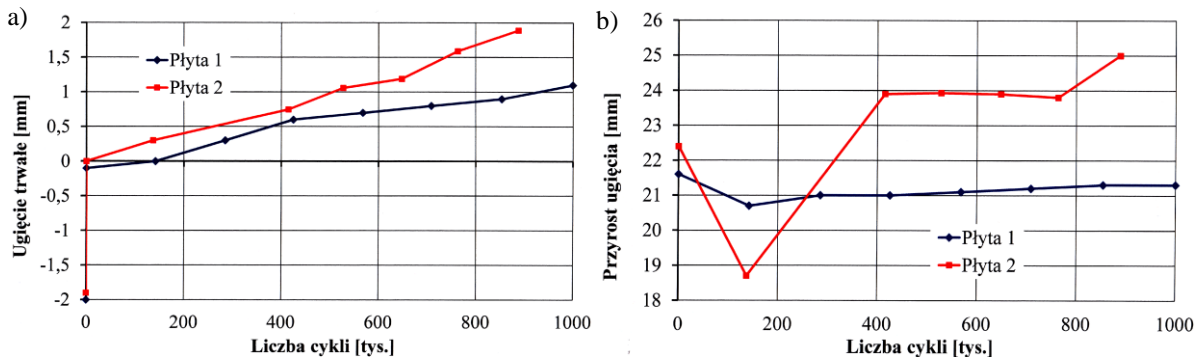 a)
Ugięcie trwałe [mm]
2
1,5
1
0,5
0
-0,5
-1
-1,5
-2
Płyta 1
Płyta 2
0 200 400 600 800 1000
Liczba cykli [tys.]
b)
Przyrost ugięcia [mm]
26
25
24
23
22
21
20
19
18
Płyta 1
Płyta 2
0 200 400 600 800 1000
Liczba cykli [tys.]